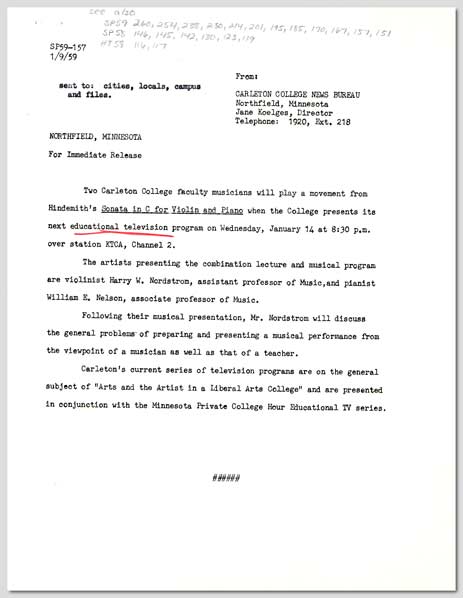 see also
SP59 260, 254, 238, 230, 214, 201, 195, 185, 170, 167, 157, 151
SP58 146, 145, 142, 130, 123, 119
HT58 116, 117
SP59-157
1/9/59
From:
sent to: cities, locals, campus
and files.
CARLETON COLLEGE NEWS BUREAU
Northfield, Minnesota
Jane Koelges, Director
Telephone: 1920, Ext. 218
NORTHFIELD, MINNESOTA
For Immediate Release
Two Carleton College faculty musicians will play a movement from
Hindemith's Sonata in C for Violin and Piano when the College presents its
next educational television program on Wednesday, January 14 at 8:30 p.m.
over station KTCA, Channel 2.
The artists presenting the combination lecture and musical program
are violinist Harry W. Nordstrom, assistant professor of Music,and pianist
William E. Nelson, associate professor of Music.
Following their musical presentation, Mr. Nordstrom will discuss
the general problems of preparing and presenting a musical performance from
the viewpoint of a musician as well as that of a teacher.
Carleton's current series of television programs are on the general
subject of "Arts and the Artist in a Liberal Arts College" and are presented
in conjunction with the Minnesota Private College Hour Educational TV series.
######